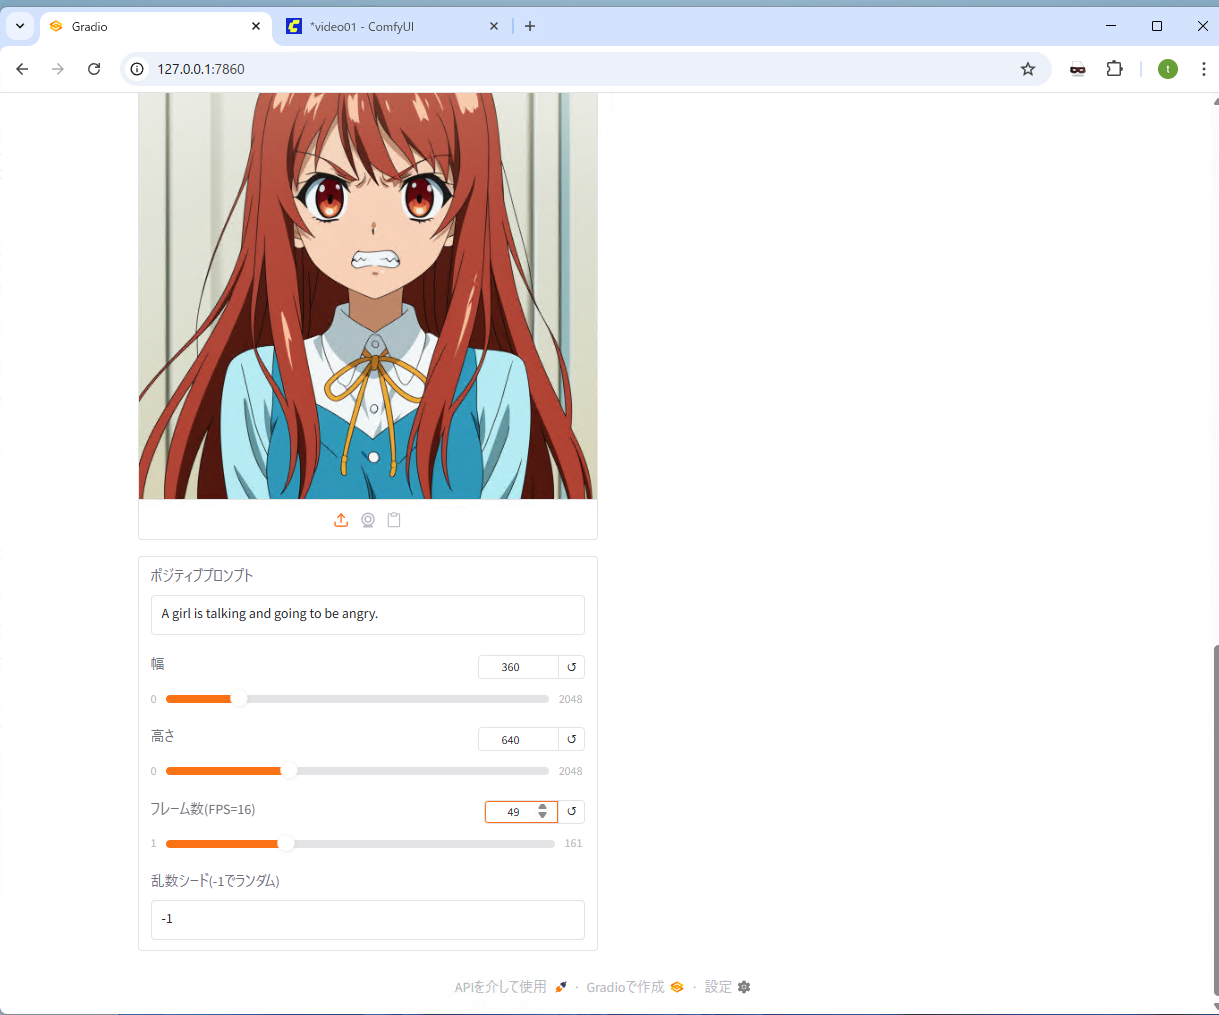 Gradio
*video01 - ComfyUI
127.0.0.1:7860
t
ポジティブプロンプト
A girl is talking and going to be angry.
幅
360
0
2048
高さ
640
0
2048
フレーム数(FPS=16)
49
1
161
乱数シード(-1でランダム)
-1
APIを介して使用 · Gradioで作成 · 設定